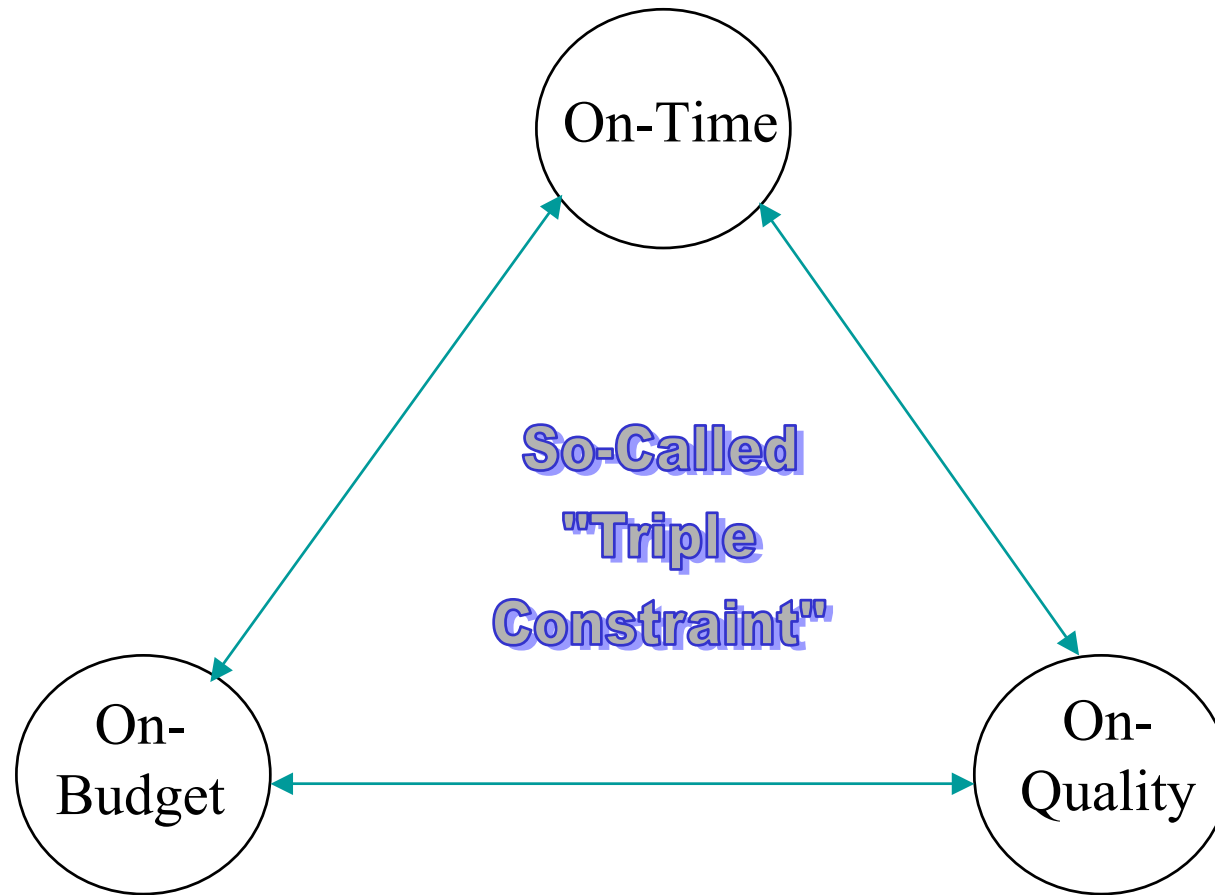 On-Time
So-Called
"Triple
Constraint"
On-
Budget
On-
Quality